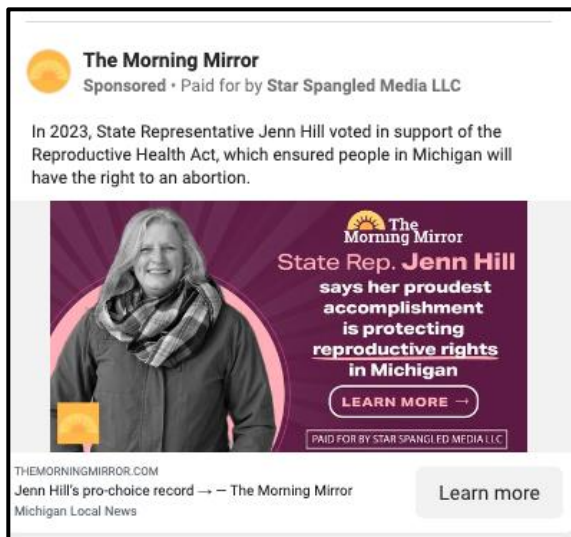 The Morning Mirror
Sponsored • Paid for by Star Spangled Media LLC
In 2023, State Representative Jenn Hill voted in support of the
Reproductive Health Act, which ensured people in Michigan will
have the right to an abortion.
The
Morning Mirror
State Rep. Jenn Hill
says her proudest
accomplishment
is protecting
reproductive rights
in Michigan
LEARN MORE →
PAID FOR BY STAR SPANGLED MEDIA LLC
THEMORNINGMIRROR.COM
Jenn Hill's pro-choice record → — The Morning Mirror
Michigan Local News
Learn more